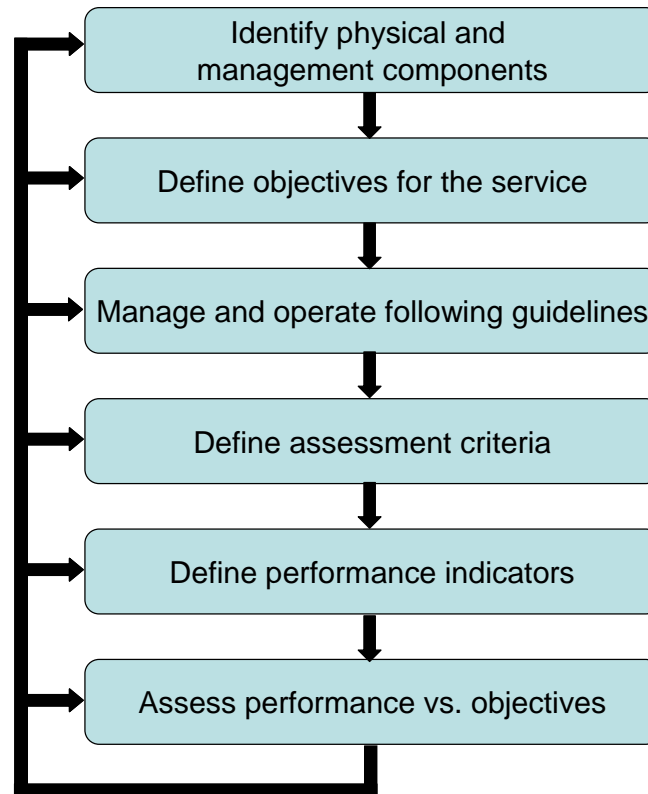 Identify physical and
management components
Define objectives for the service
Manage and operate following guidelines
Define assessment criteria
Define performance indicators
Assess performance vs. objectives